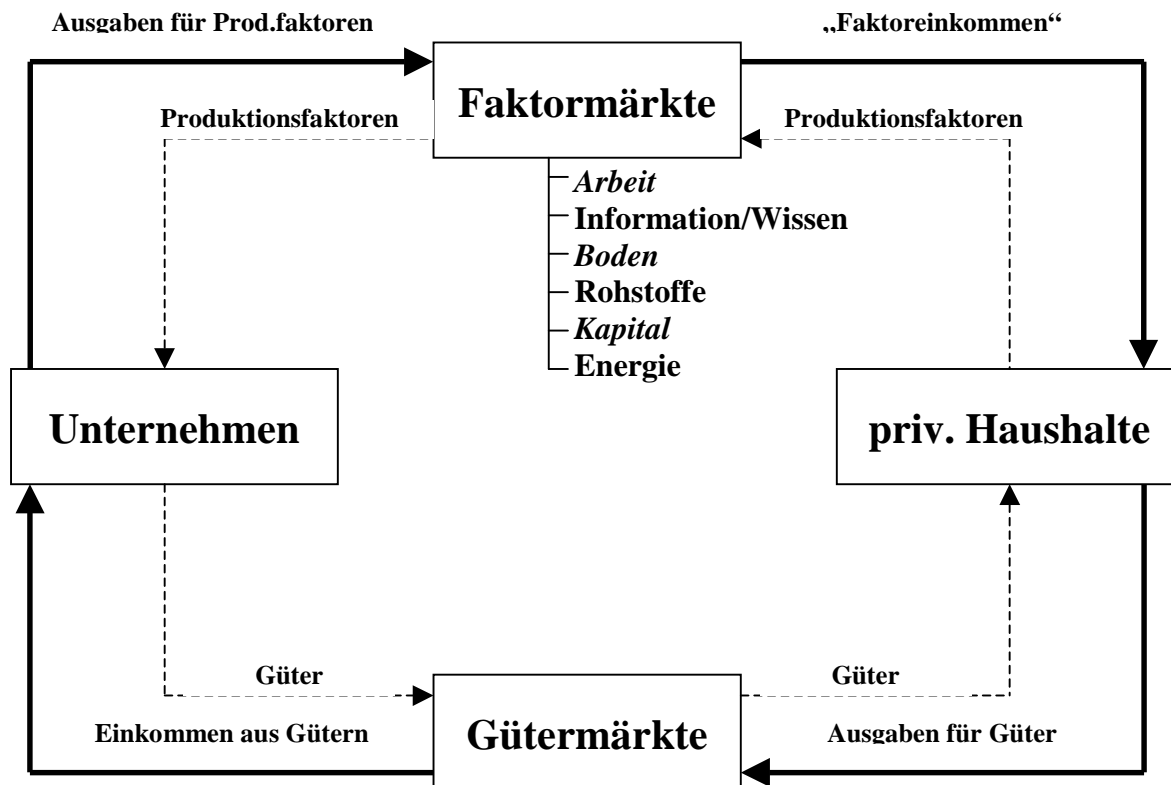 Ausgaben für Prod.faktoren
„Faktoreinkommen“
Faktormärkte
Produktionsfaktoren
Produktionsfaktoren
Arbeit
Information/Wissen
Boden
Rohstoffe
Kapital
Energie
Unternehmen
priv. Haushalte
Güter
Güter
Einkommen aus Gütern
Gütermärkte
Ausgaben für Güter